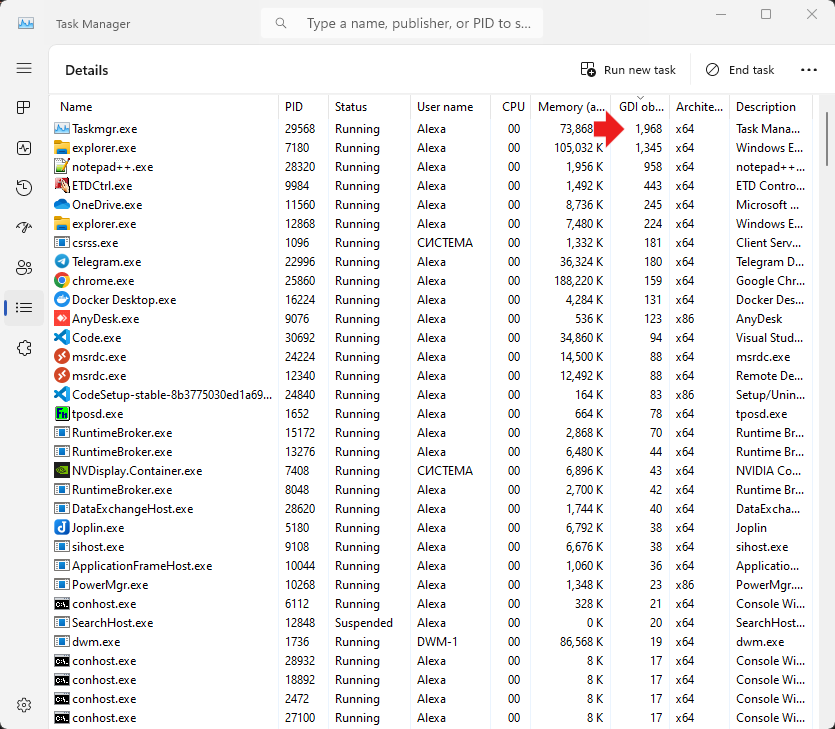 Task Manager
Type a name, publisher, or PID to s...
Details
Run new task
End task
Name PID Status User name CPU Memory (a... GDI ob... Archite... Description
Taskmgr.exe 29568 Running Alexa 00 73,868 1,968 x64 Task Mana...
explorer.exe 7180 Running Alexa 00 105,032 K 1,345 x64 Windows E...
notepad++.exe 28320 Running Alexa 00 1,956 K 958 x64 notepad++...
ETDCtrl.exe 9984 Running Alexa 00 1,492 K 443 x64 ETD Contro...
OneDrive.exe 11560 Running Alexa 00 8,736 K 245 x64 Microsoft ...
explorer.exe 12868 Running Alexa 00 7,480 K 224 x64 Windows E...
csrss.exe 1096 Running СИСТЕМА 00 1,332 K 181 x64 Client Serv...
Telegram.exe 22996 Running Alexa 00 36,324 K 180 x64 Telegram D...
chrome.exe 25860 Running Alexa 00 188,220 K 159 x64 Google Chr...
Docker Desktop.exe 16224 Running Alexa 00 4,284 K 131 x64 Docker Des...
AnyDesk.exe 9076 Running Alexa 00 536 K 123 x86 AnyDesk
Code.exe 30692 Running Alexa 00 34,860 K 94 x64 Visual Stud...
msrdc.exe 24224 Running Alexa 00 14,500 K 88 x64 msrdc.exe
msrdc.exe 12340 Running Alexa 00 12,492 K 88 x64 Remote De...
CodeSetup-stable-8b3775030ed1a69... 24840 Running Alexa 00 164 K 83 x86 Setup/Unin...
tposd.exe 1652 Running Alexa 00 664 K 78 x64 tposd.exe
RuntimeBroker.exe 15172 Running Alexa 00 2,868 K 70 x64 Runtime Br...
RuntimeBroker.exe 13276 Running Alexa 00 6,480 K 44 x64 Runtime Br...
NVDisplay.Container.exe 7408 Running СИСТЕМА 00 6,896 K 43 x64 NVIDIA Co...
RuntimeBroker.exe 8048 Running Alexa 00 2,700 K 42 x64 Runtime Br...
DataExchangeHost.exe 28620 Running Alexa 00 1,744 K 40 x64 DataExcha...
Joplin.exe 5180 Running Alexa 00 6,792 K 38 x64 Joplin
sihost.exe 9108 Running Alexa 00 6,676 K 38 x64 sihost.exe
ApplicationFrameHost.exe 10044 Running Alexa 00 1,060 K 36 x64 Applicatio...
PowerMgr.exe 10268 Running Alexa 00 1,348 K 23 x86 PowerMgr....
conhost.exe 6112 Running Alexa 00 328 K 21 x64 Console Wi...
SearchHost.exe 12848 Suspended Alexa 00 0 K 20 x64 SearchHost...
dwm.exe 1736 Running DWM-1 00 86,568 K 19 x64 dwm.exe
conhost.exe 28932 Running Alexa 00 8 K 17 x64 Console Wi...
conhost.exe 18892 Running Alexa 00 8 K 17 x64 Console Wi...
conhost.exe 2472 Running Alexa 00 8 K 17 x64 Console Wi...
conhost.exe 27100 Running Alexa 00 8 K 17 x64 Console Wi...